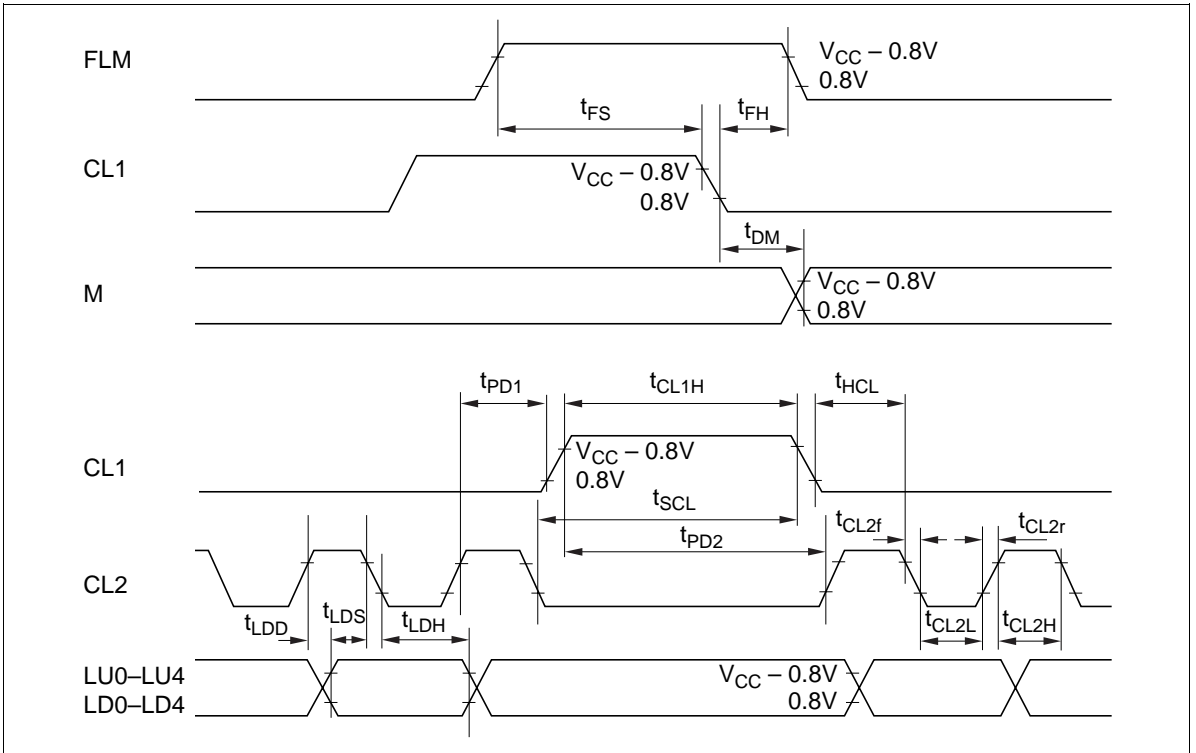 FLM
V_CC – 0.8V
0.8V
t_FS
t_FH
CL1
V_CC – 0.8V
0.8V
t_DM
M
V_CC – 0.8V
0.8V
t_PD1
t_CL1H
t_HCL
CL1
V_CC – 0.8V
0.8V
t_SCL
t_PD2
t_CL2f
t_CL2r
CL2
t_LDD
t_LDS
t_LDH
t_CL2L
t_CL2H
LU0–LU4
LD0–LD4
V_CC – 0.8V
0.8V